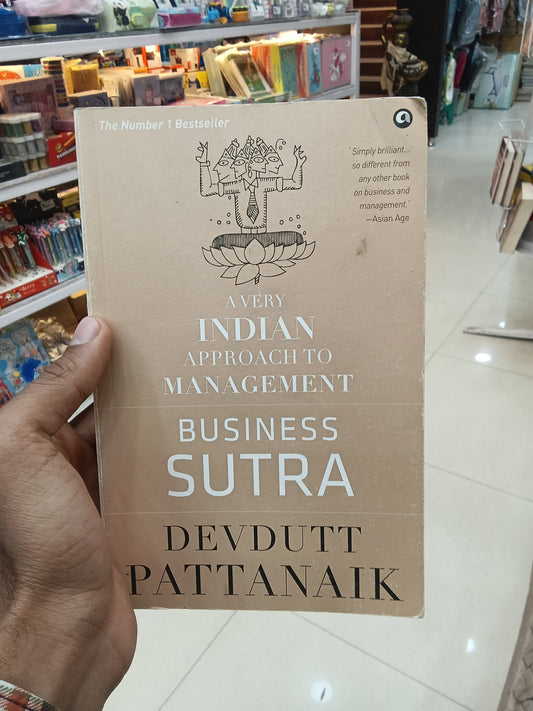 The Number 1 Bestseller
a
'Simply brilliant...
so different from
any other book
on business and
management.'
—Asian Age
A VERY
INDIAN
APPROACH TO
MANAGEMENT
BUSINESS
SUTRA
DEVDUTT
PATTANAIK